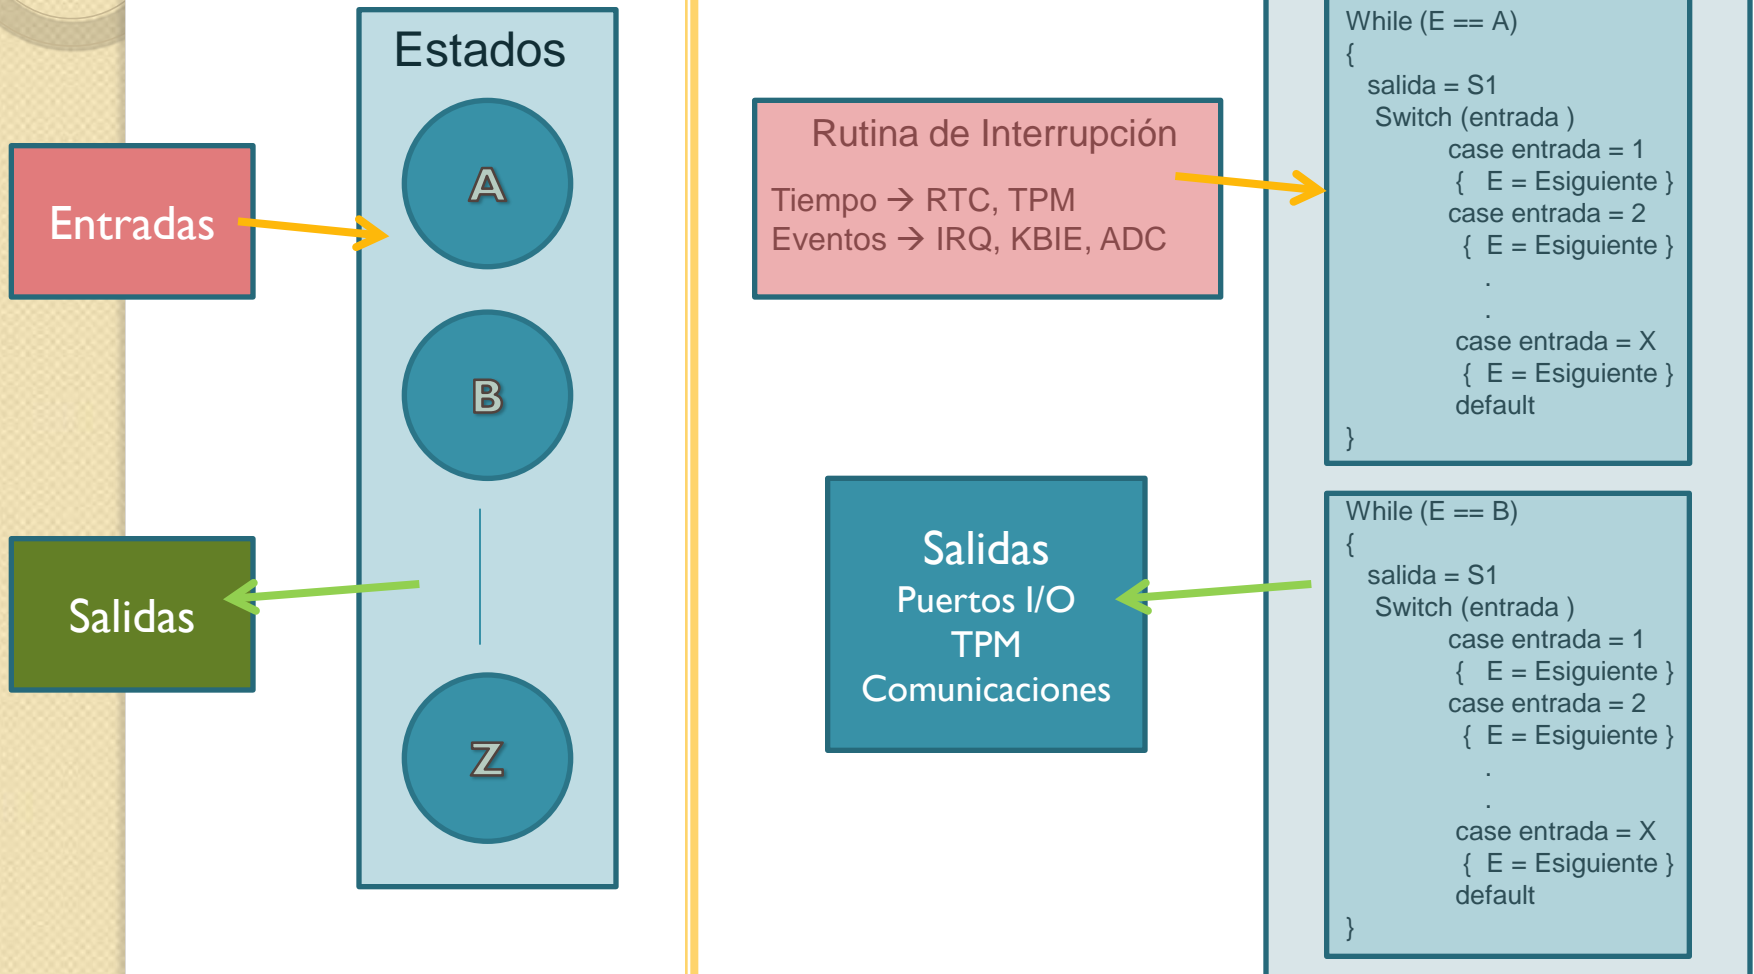 Estados
A
B
Z
Entradas
Salidas
Rutina de Interrupción
Tiempo → RTC, TPM
Eventos → IRQ, KBIE, ADC
Salidas
Puertos I/O
TPM
Comunicaciones
While (E == A)
{
salida = S1
Switch (entrada )
case entrada = 1
{ E = Esiguiente }
case entrada = 2
{ E = Esiguiente }
.
.
case entrada = X
{ E = Esiguiente }
default
}
While (E == B)
{
salida = S1
Switch (entrada )
case entrada = 1
{ E = Esiguiente }
case entrada = 2
{ E = Esiguiente }
.
.
case entrada = X
{ E = Esiguiente }
default
}